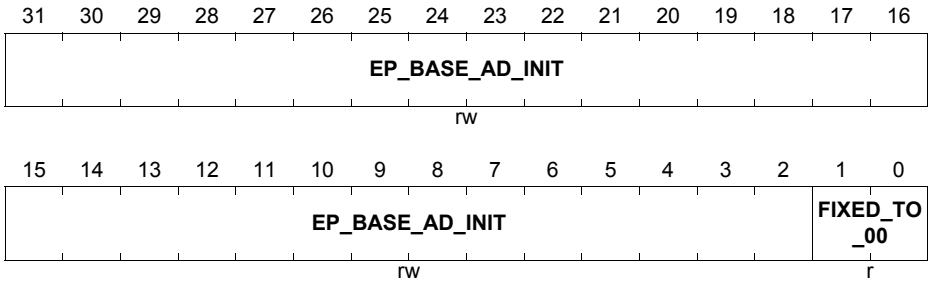 31 30 29 28 27 26 25 24 23 22 21 20 19 18 17 16
EP_BASE_AD_INIT
rw
15 14 13 12 11 10 9 8 7 6 5 4 3 2 1 0
EP_BASE_AD_INIT
FIXED_TO
_00
rw r